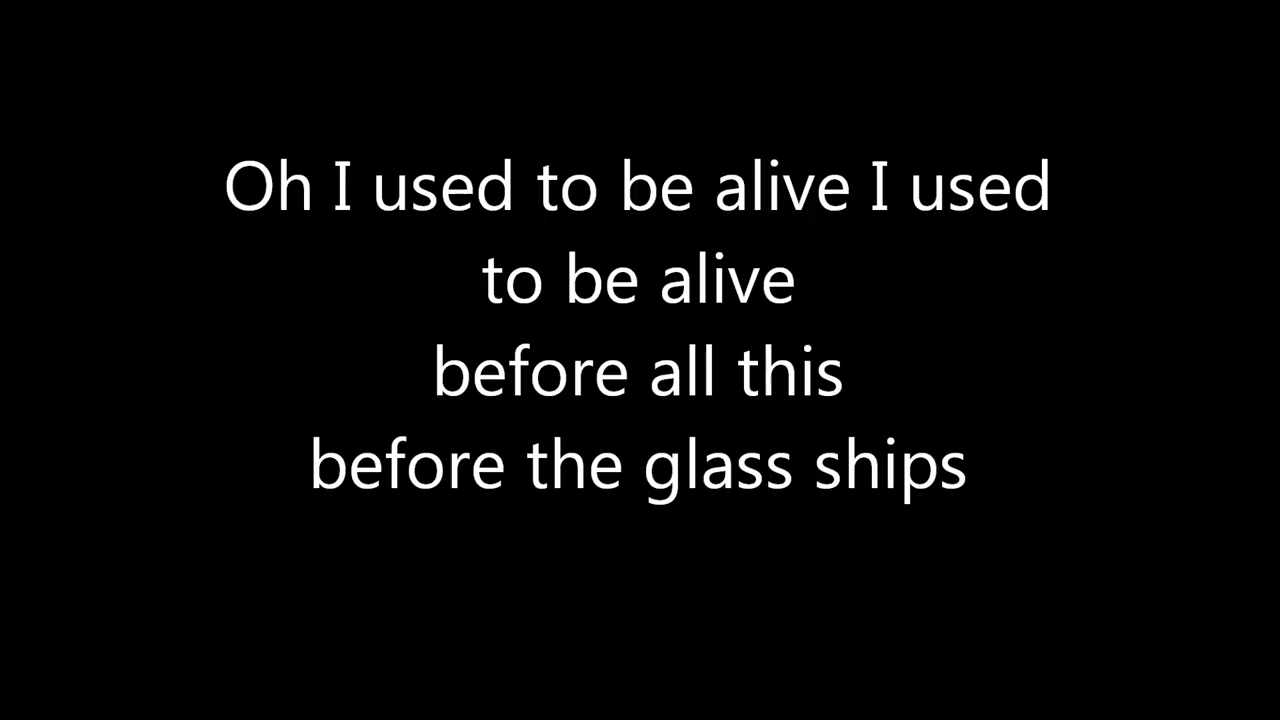 Oh I used to be alive I used
to be alive
before all this
before the glass ships